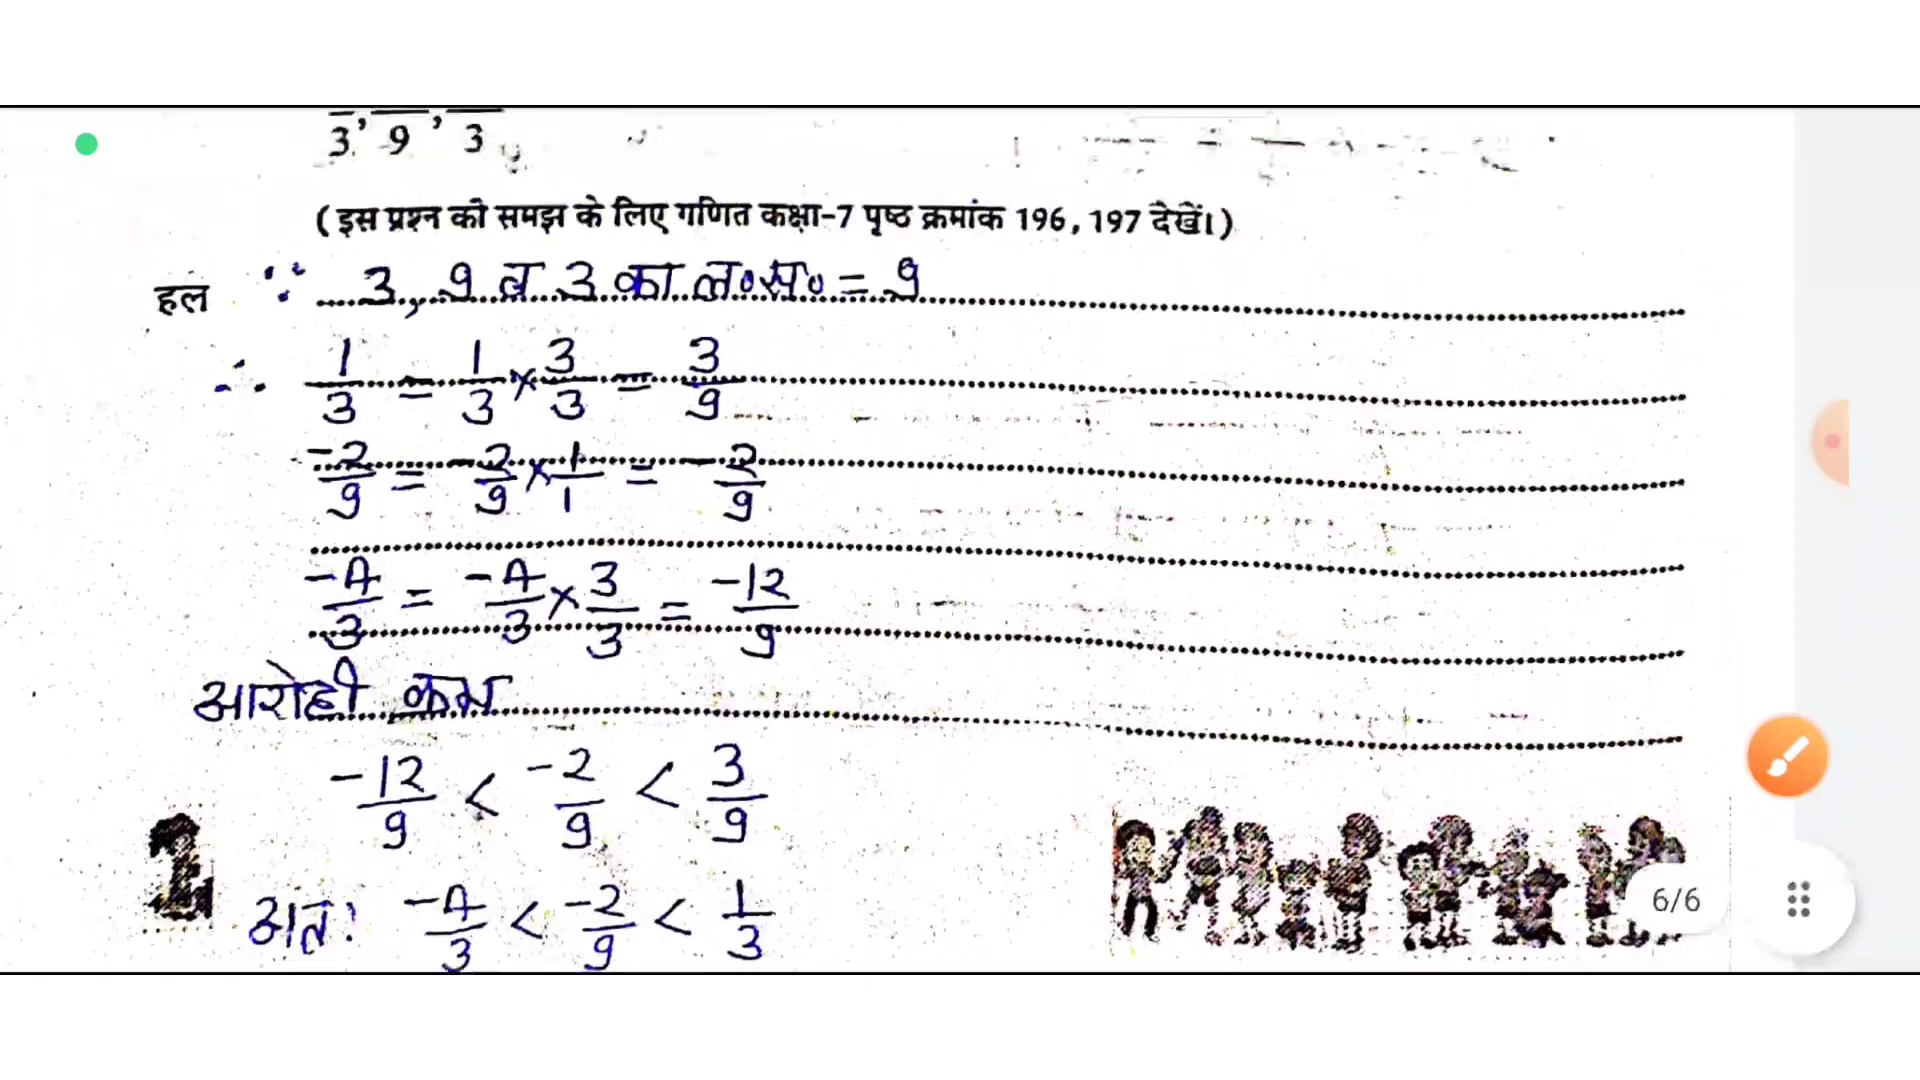 3, 9, 3
(इस प्रश्न की समझ के लिए गणित कक्षा-7 पृष्ठ क्रमांक 196, 197 देखें।)
हल ∵ 3, 9 व 3 का ल०स० = 9
∴ 1/3 = 1/3 × 3/3 = 3/9
-2/9 = -2/9 × 1/1 = -2/9
-4/3 = -4/3 × 3/3 = -12/9
आरोही क्रम
-12/9 < -2/9 < 3/9
अतः -4/3 < -2/9 < 1/3
6/6